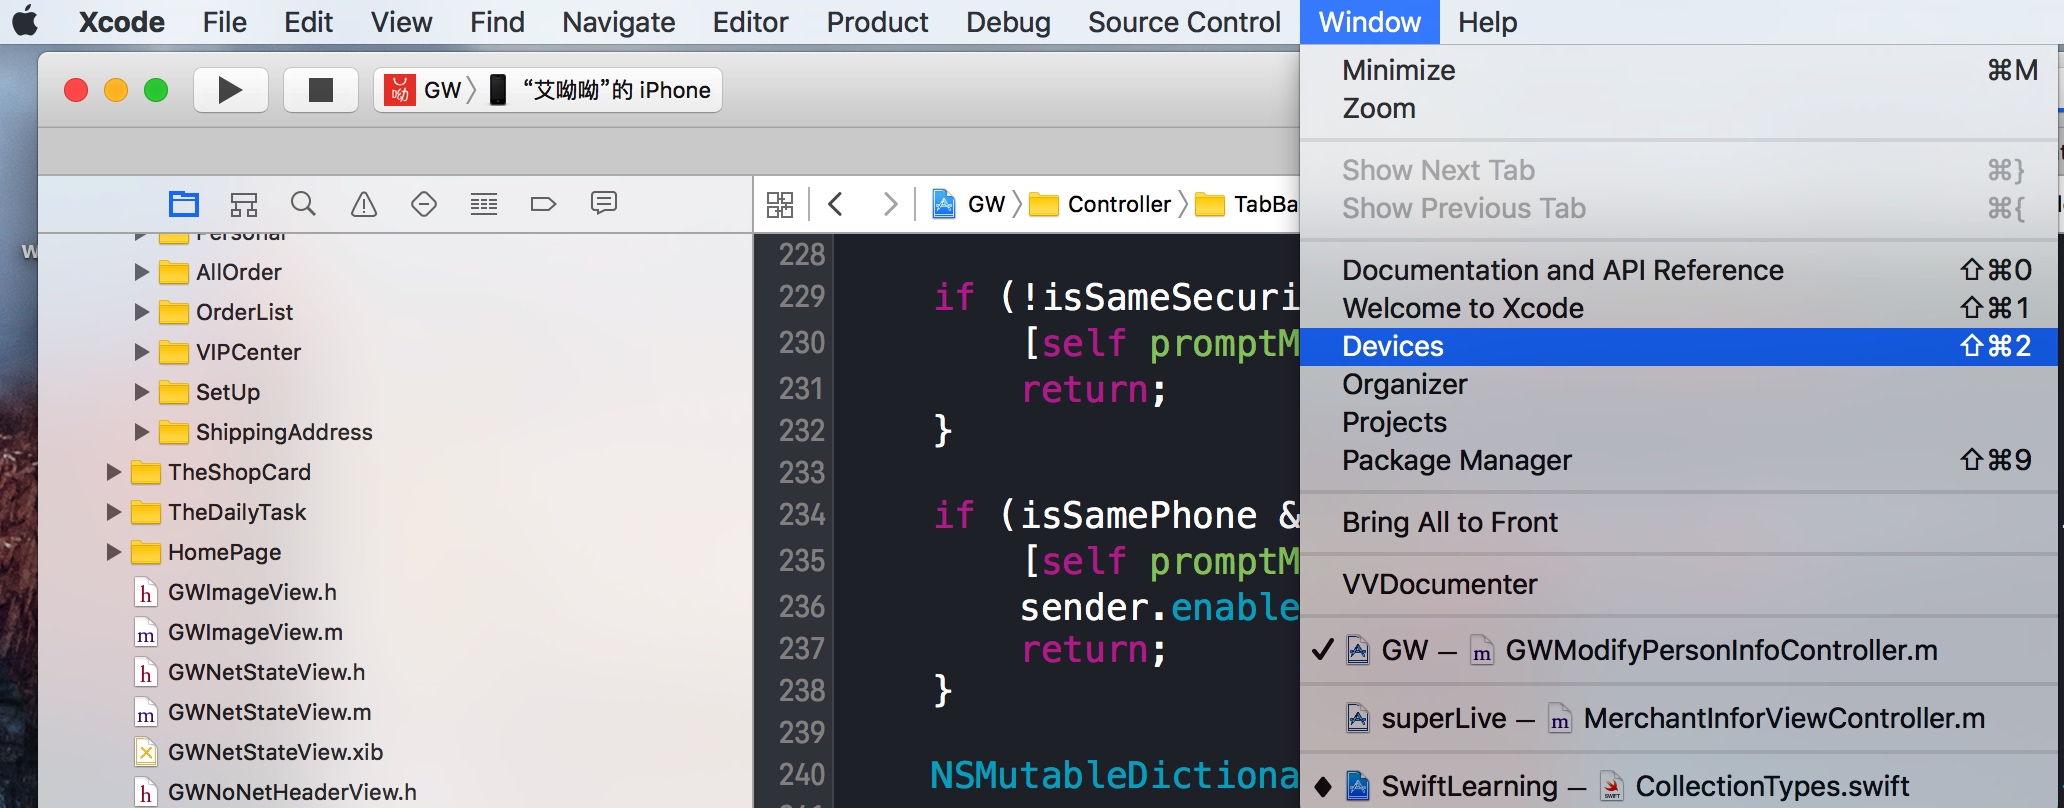 Xcode File Edit View Find Navigate Editor Product Debug Source Control Window Help
GW 〉 “艾呦呦”的 iPhone
GW 〉 Controller 〉 TabBa
Personal
AllOrder
OrderList
VIPCenter
SetUp
ShippingAddress
TheShopCard
TheDailyTask
HomePage
h GWImageView.h
m GWImageView.m
h GWNetStateView.h
m GWNetStateView.m
GWNetStateView.xib
h GWNoNetHeaderView.h
228
229 if (!isSameSecuri
230 [self promptM
231 return;
232 }
233
234 if (isSamePhone &
235 [self promptM
236 sender.enable
237 return;
238 }
239
240 NSMutableDictiona
Minimize ⌘M
Zoom
Show Next Tab ⌘}
Show Previous Tab ⌘{
Documentation and API Reference ⇧⌘0
Welcome to Xcode ⇧⌘1
Devices ⇧⌘2
Organizer
Projects
Package Manager ⇧⌘9
Bring All to Front
VVDocumenter
✓ GW — m GWModifyPersonInfoController.m
superLive — m MerchantInforViewController.m
◆ SwiftLearning — CollectionTypes.swift